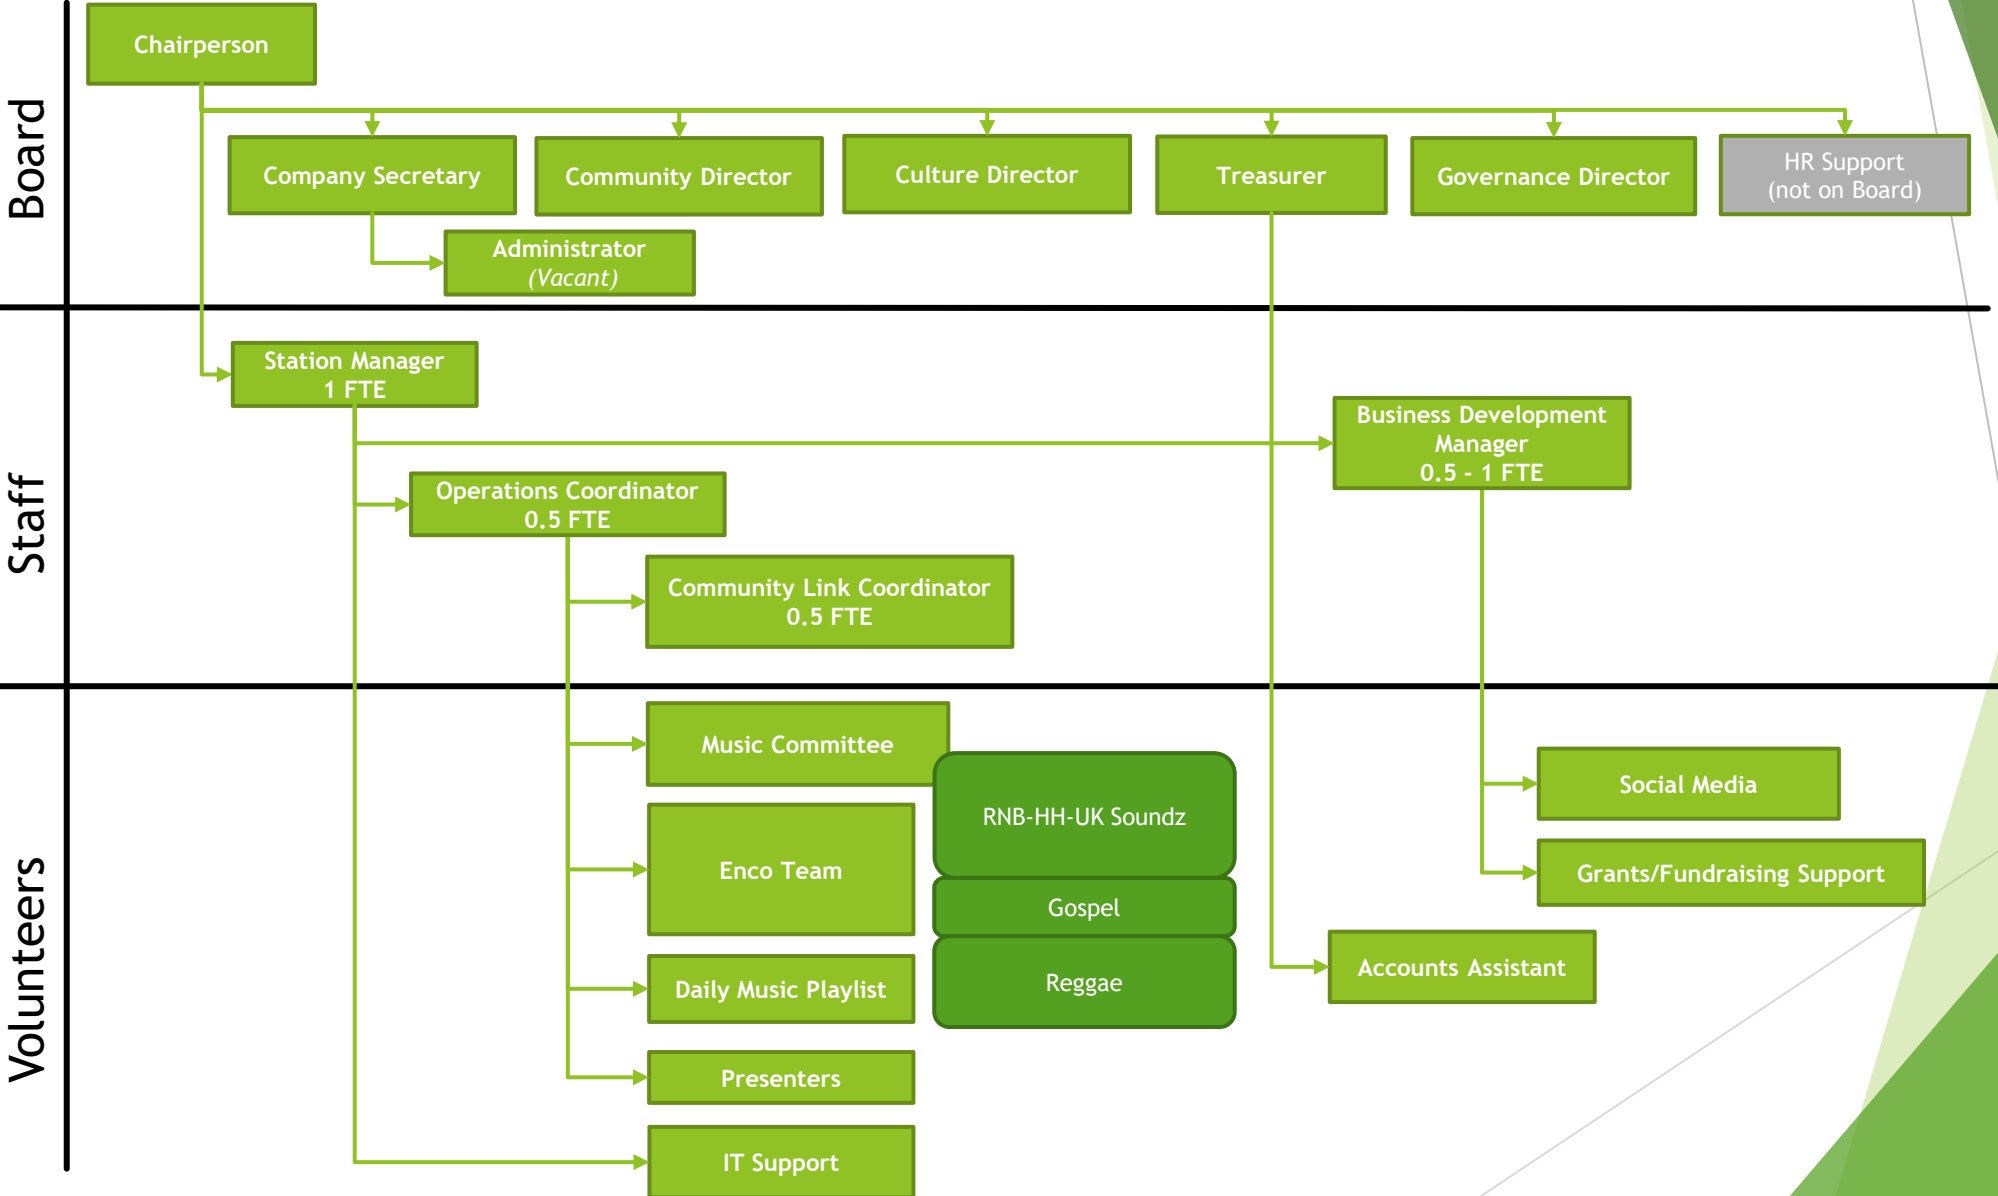 Board
Chairperson
Company Secretary
Community Director
Culture Director
Treasurer
Governance Director
HR Support
(not on Board)
Administrator
(Vacant)
Staff
Station Manager
1 FTE
Business Development
Manager
0.5 - 1 FTE
Operations Coordinator
0.5 FTE
Community Link Coordinator
0.5 FTE
Volunteers
Music Committee
RNB-HH-UK Soundz
Social Media
Enco Team
Grants/Fundraising Support
Gospel
Daily Music Playlist
Reggae
Accounts Assistant
Presenters
IT Support